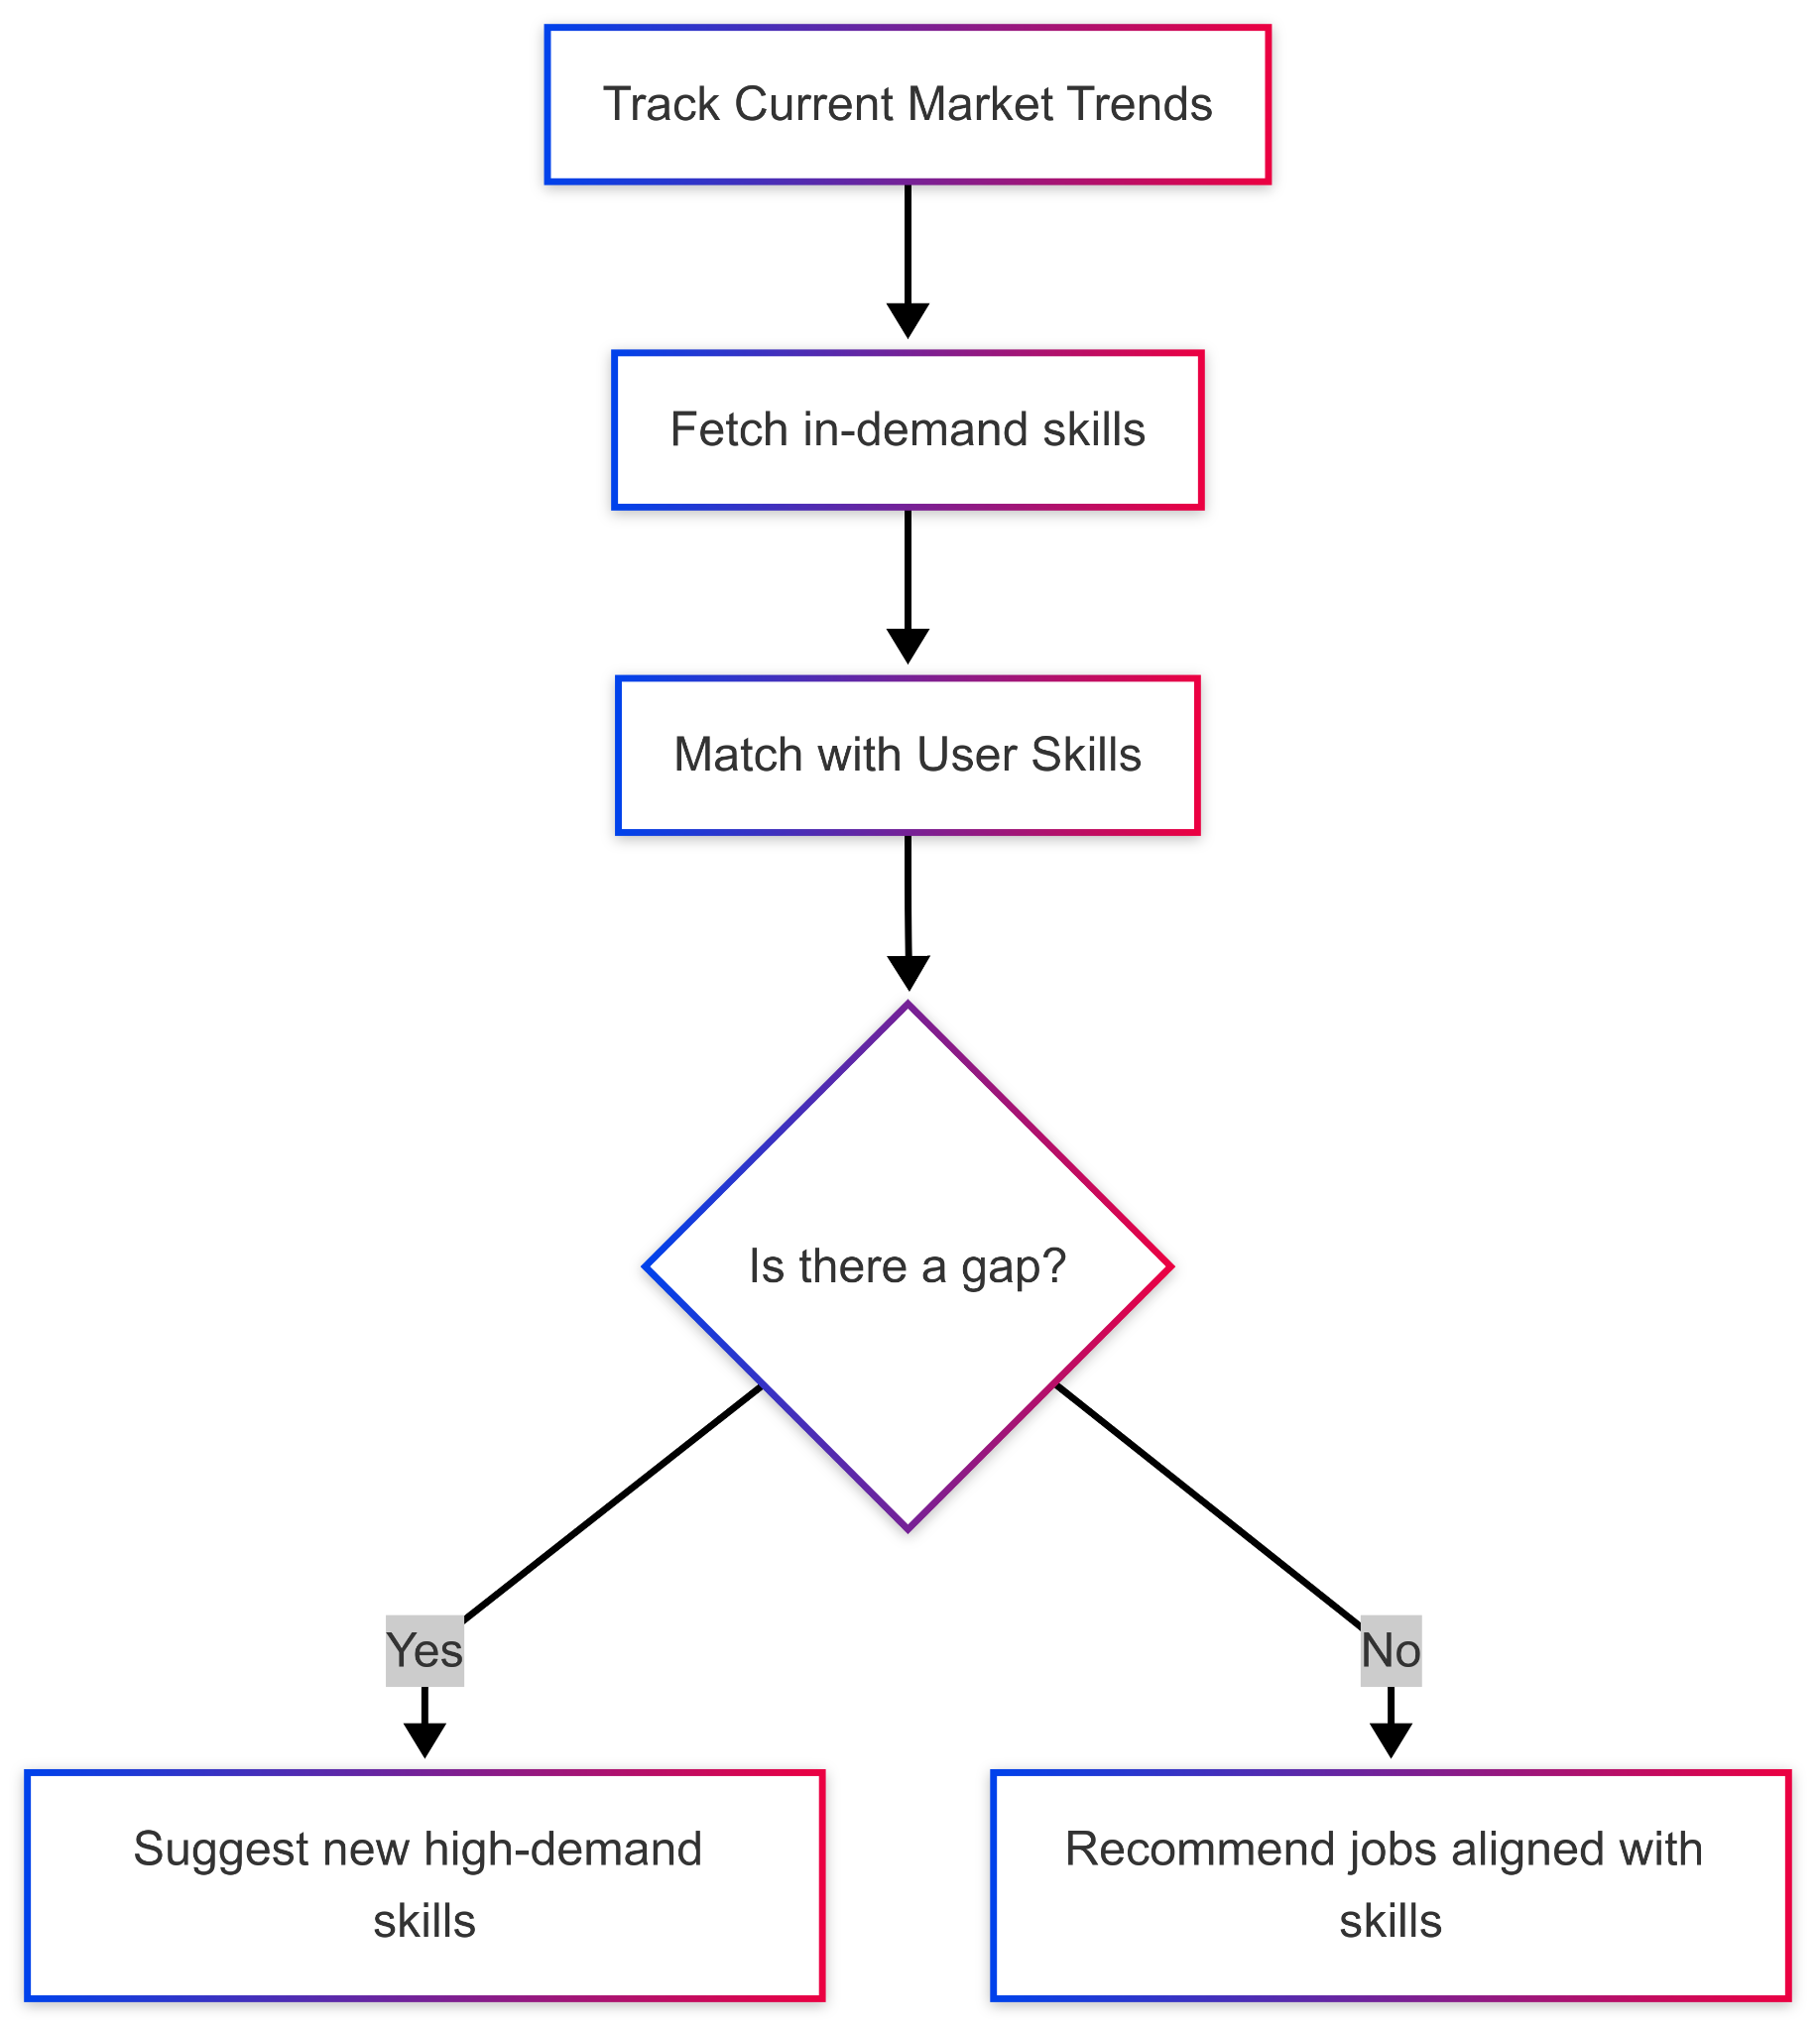 Track Current Market Trends
Fetch in-demand skills
Match with User Skills
Is there a gap?
Yes
No
Suggest new high-demand
skills
Recommend jobs aligned with
skills